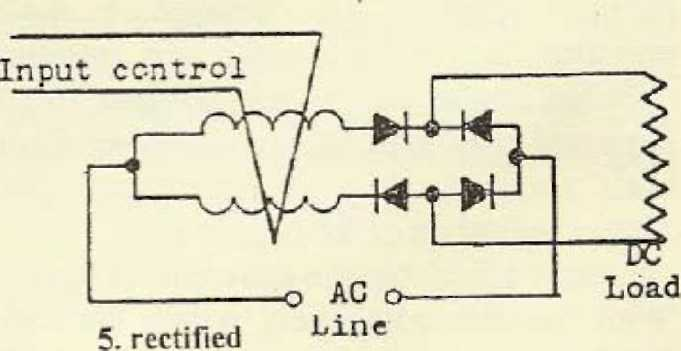 Input control
DC
Load
AC
Line
5. rectified